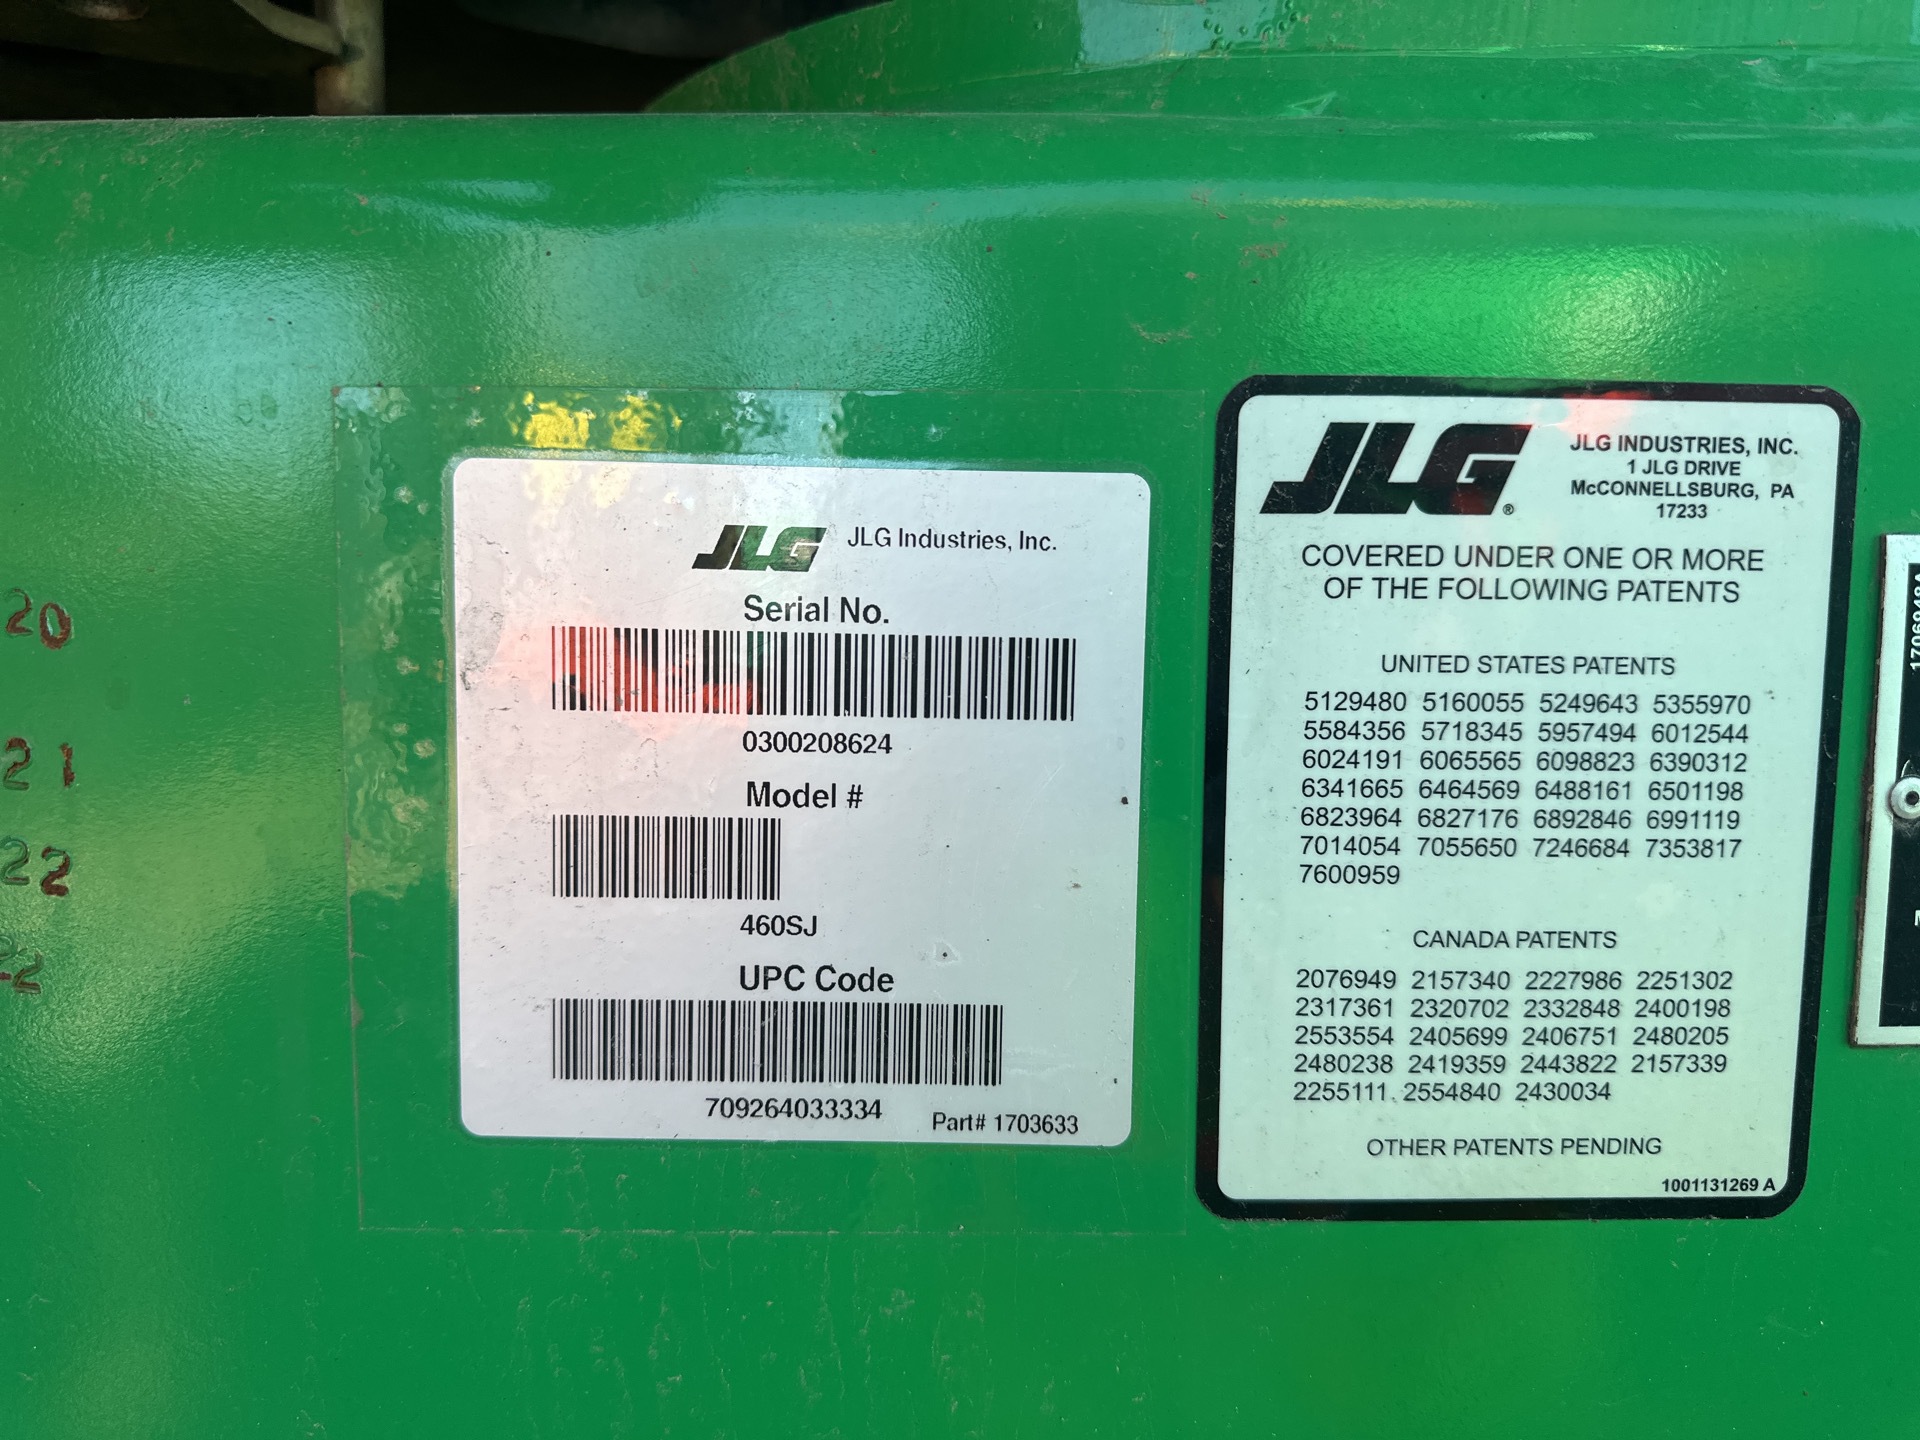 20
21
22
22
JLG JLG Industries, Inc.
Serial No.
0300208624
Model #
460SJ
UPC Code
709264033334
Part# 1703633
JLG®
JLG INDUSTRIES, INC.
1 JLG DRIVE
McCONNELLSBURG, PA
17233
COVERED UNDER ONE OR MORE
OF THE FOLLOWING PATENTS
UNITED STATES PATENTS
5129480 5160055 5249643 5355970
5584356 5718345 5957494 6012544
6024191 6065565 6098823 6390312
6341665 6464569 6488161 6501198
6823964 6827176 6892846 6991119
7014054 7055650 7246684 7353817
7600959
CANADA PATENTS
2076949 2157340 2227986 2251302
2317361 2320702 2332848 2400198
2553554 2405699 2406751 2480205
2480238 2419359 2443822 2157339
2255111 2554840 2430034
OTHER PATENTS PENDING
1001131269 A